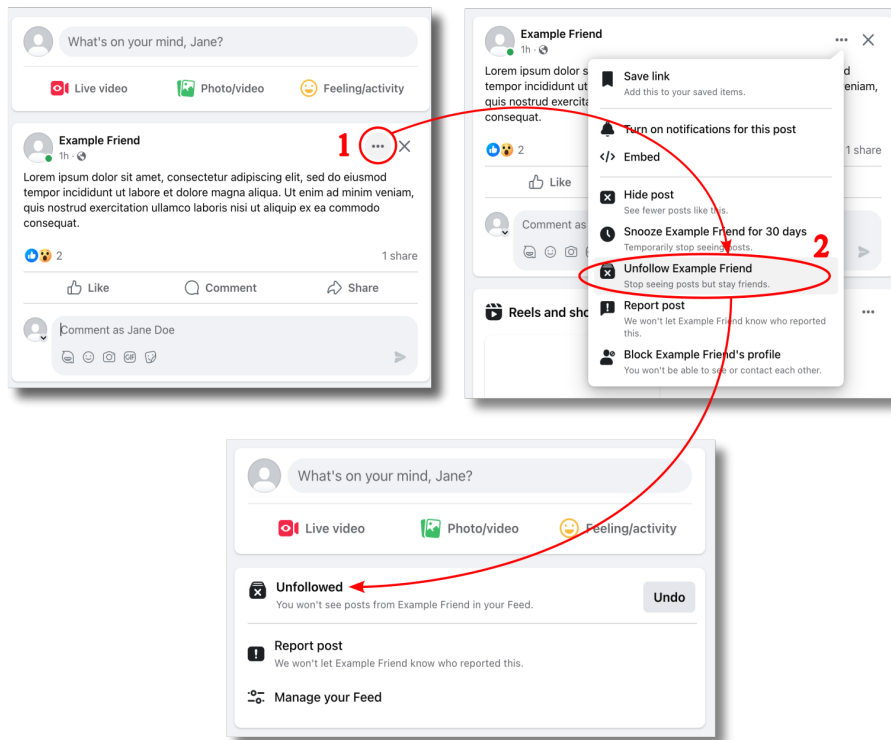 What's on your mind, Jane?
Live video
Photo/video
Feeling/activity
Example Friend
1h
1
Lorem ipsum dolor sit amet, consectetur adipiscing elit, sed do eiusmod
tempor incididunt ut labore et dolore magna aliqua. Ut enim ad minim veniam,
quis nostrud exercitation ullamco laboris nisi ut aliquip ex ea commodo
consequat.
2
1 share
Like
Comment
Share
Comment as Jane Doe
GIF
Example Friend
1h
Lorem ipsum dolor s
d
tempor incididunt ut
eniam,
quis nostrud exercita
consequat.
2
1 share
Like
Comment as
Save link
Add this to your saved items.
Turn on notifications for this post
</> Embed
Hide post
See fewer posts like this.
Snooze Example Friend for 30 days
Temporarily stop seeing posts.
2
Unfollow Example Friend
Stop seeing posts but stay friends.
Report post
We won't let Example Friend know who reported
this.
Block Example Friend's profile
You won't be able to see or contact each other.
Reels and sho
What's on your mind, Jane?
Live video
Photo/video
Feeling/activity
Unfollowed
You won't see posts from Example Friend in your Feed.
Undo
Report post
We won't let Example Friend know who reported this.
Manage your Feed